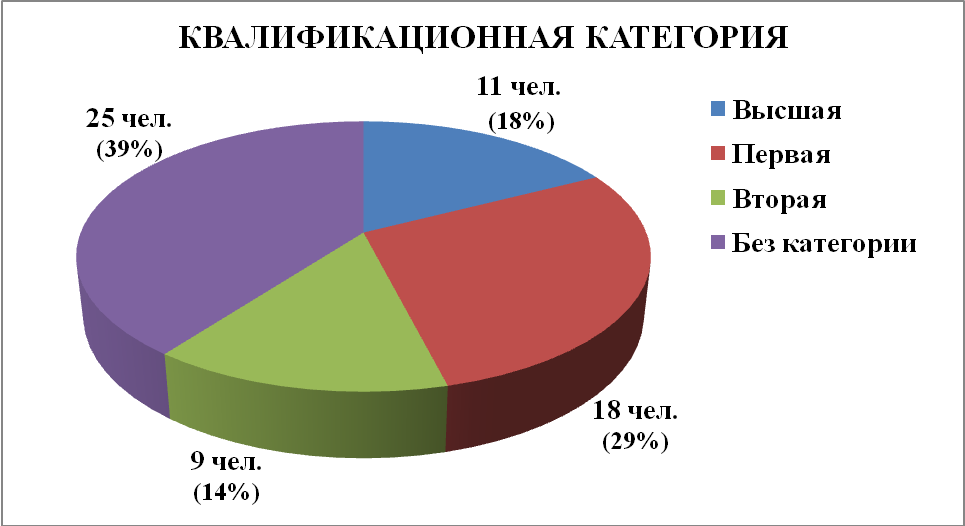 КВАЛИФИКАЦИОННАЯ КАТЕГОРИЯ
11 чел.
(18%)
25 чел.
(39%)
18 чел.
(29%)
9 чел.
(14%)
Высшая
Первая
Вторая
Без категории